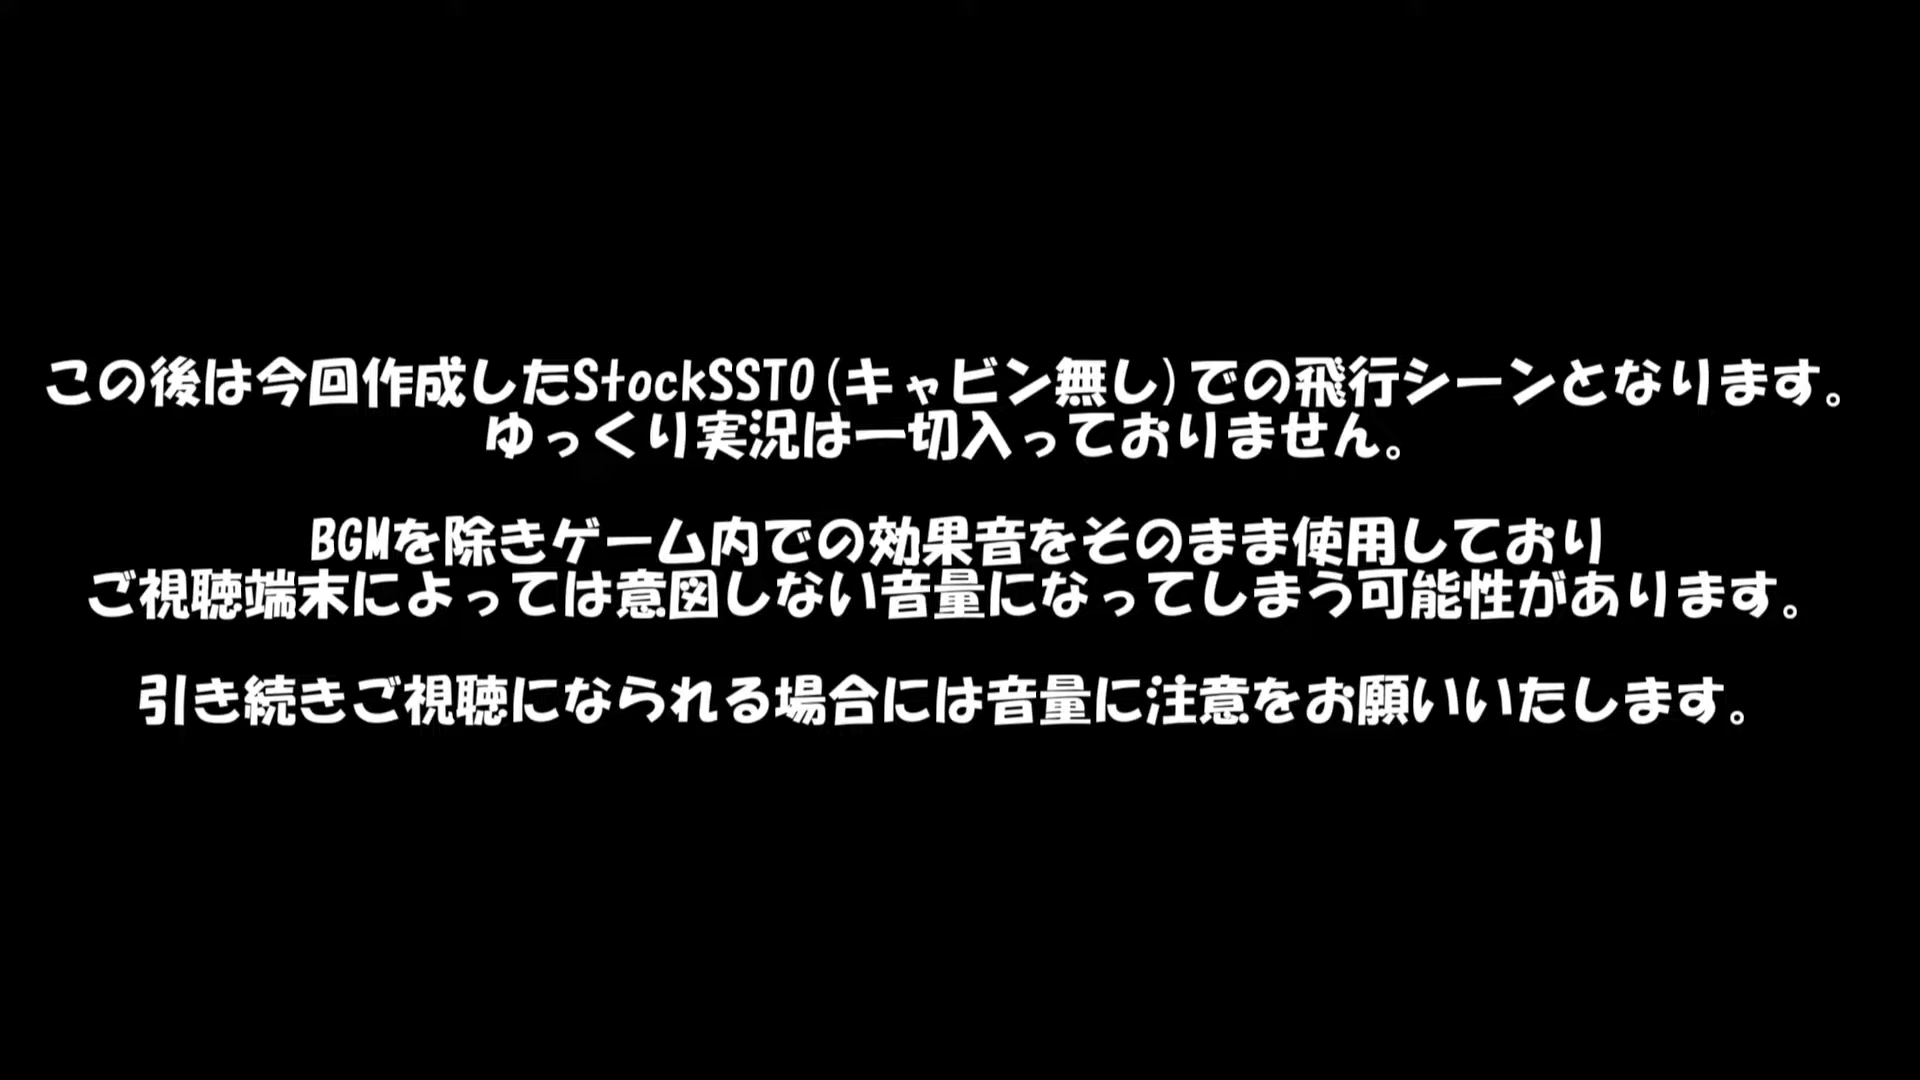 この後は今回作成したStockSSTO(キャビン無し)での飛行シーンとなります。
ゆっくり実況は一切入っておりません。
BGMを除きゲーム内での効果音をそのまま使用しており
ご視聴端末によっては意図しない音量になってしまう可能性があります。
引き続きご視聴になられる場合には音量に注意をお願いいたします。